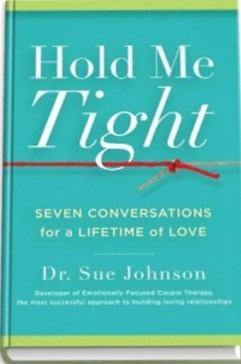 Hold Me
Tight
SEVEN CONVERSATIONS
for a LIFETIME of LOVE
Dr. Sue Johnson
Developer of Emotionally Focused Couple Therapy,
the most successful approach to building loving relationships